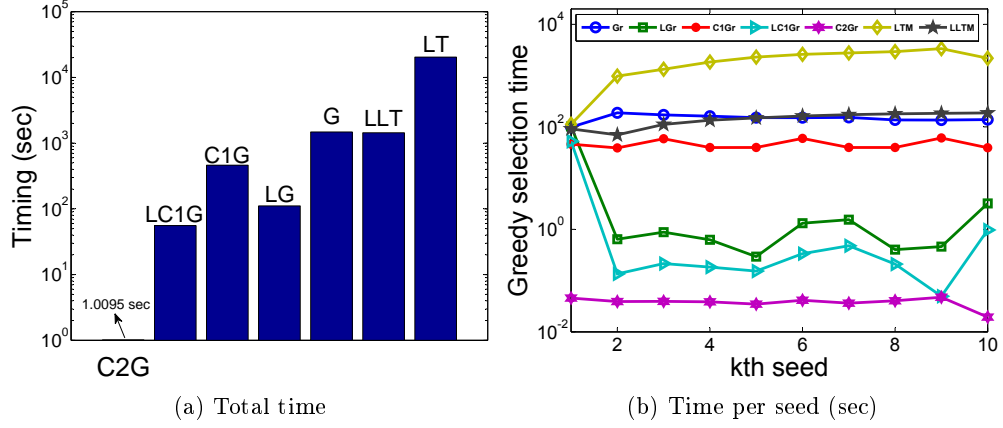 Timing (sec)
10^5
10^4
10^3
10^2
10^1
10^0
1.0095 sec
C2G
LC1G
C1G
LG
G
LLT
LT
(a) Total time
Greedy selection time
10^4
10^2
10^0
10^-2
Gr LGr C1Gr LC1Gr C2Gr LTM LLTM
2 4 6 8 10
kth seed
(b) Time per seed (sec)